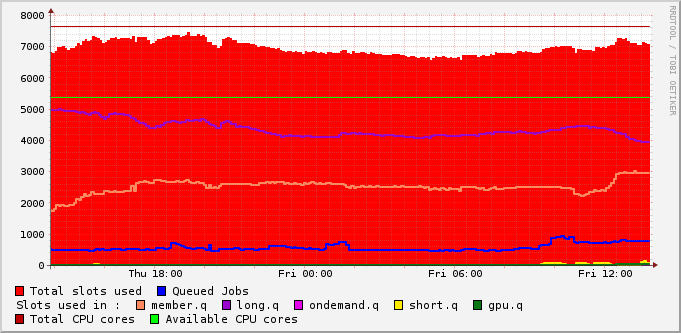 8000
7000
6000
5000
4000
3000
2000
1000
0
Thu 18:00 Fri 00:00 Fri 06:00 Fri 12:00
RRDTOOL / TOBI OETIKER
Total slots used Queued Jobs
Slots used in : member.q long.q ondemand.q short.q gpu.q
Total CPU cores Available CPU cores